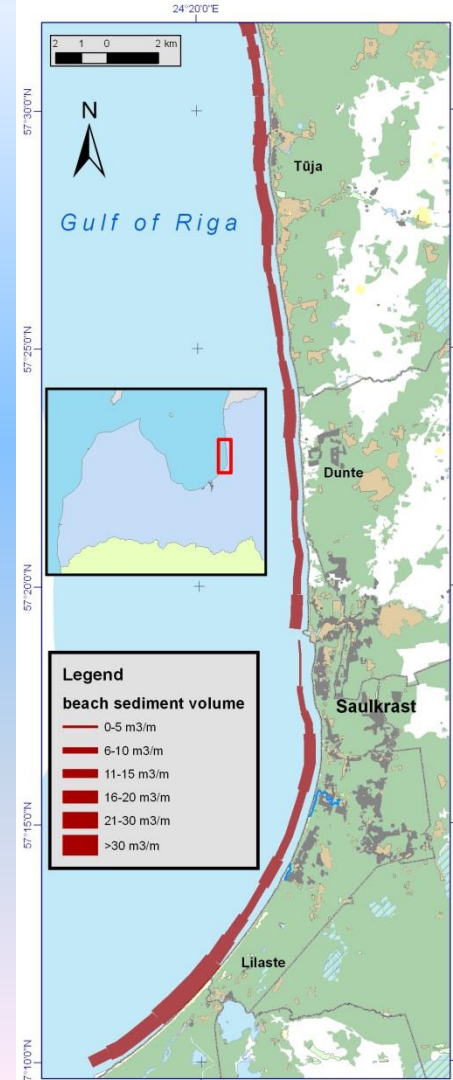 24°20'0"E
2 1 0 2 km
57°30'0"N
N
Tūja
Gulf of Riga
57°25'0"N
Dunte
57°20'0"N
Legend
beach sediment volume
0-5 m3/m
6-10 m3/m
11-15 m3/m
16-20 m3/m
21-30 m3/m
>30 m3/m
Saulkrast
57°15'0"N
Lilaste
7°10'0"N